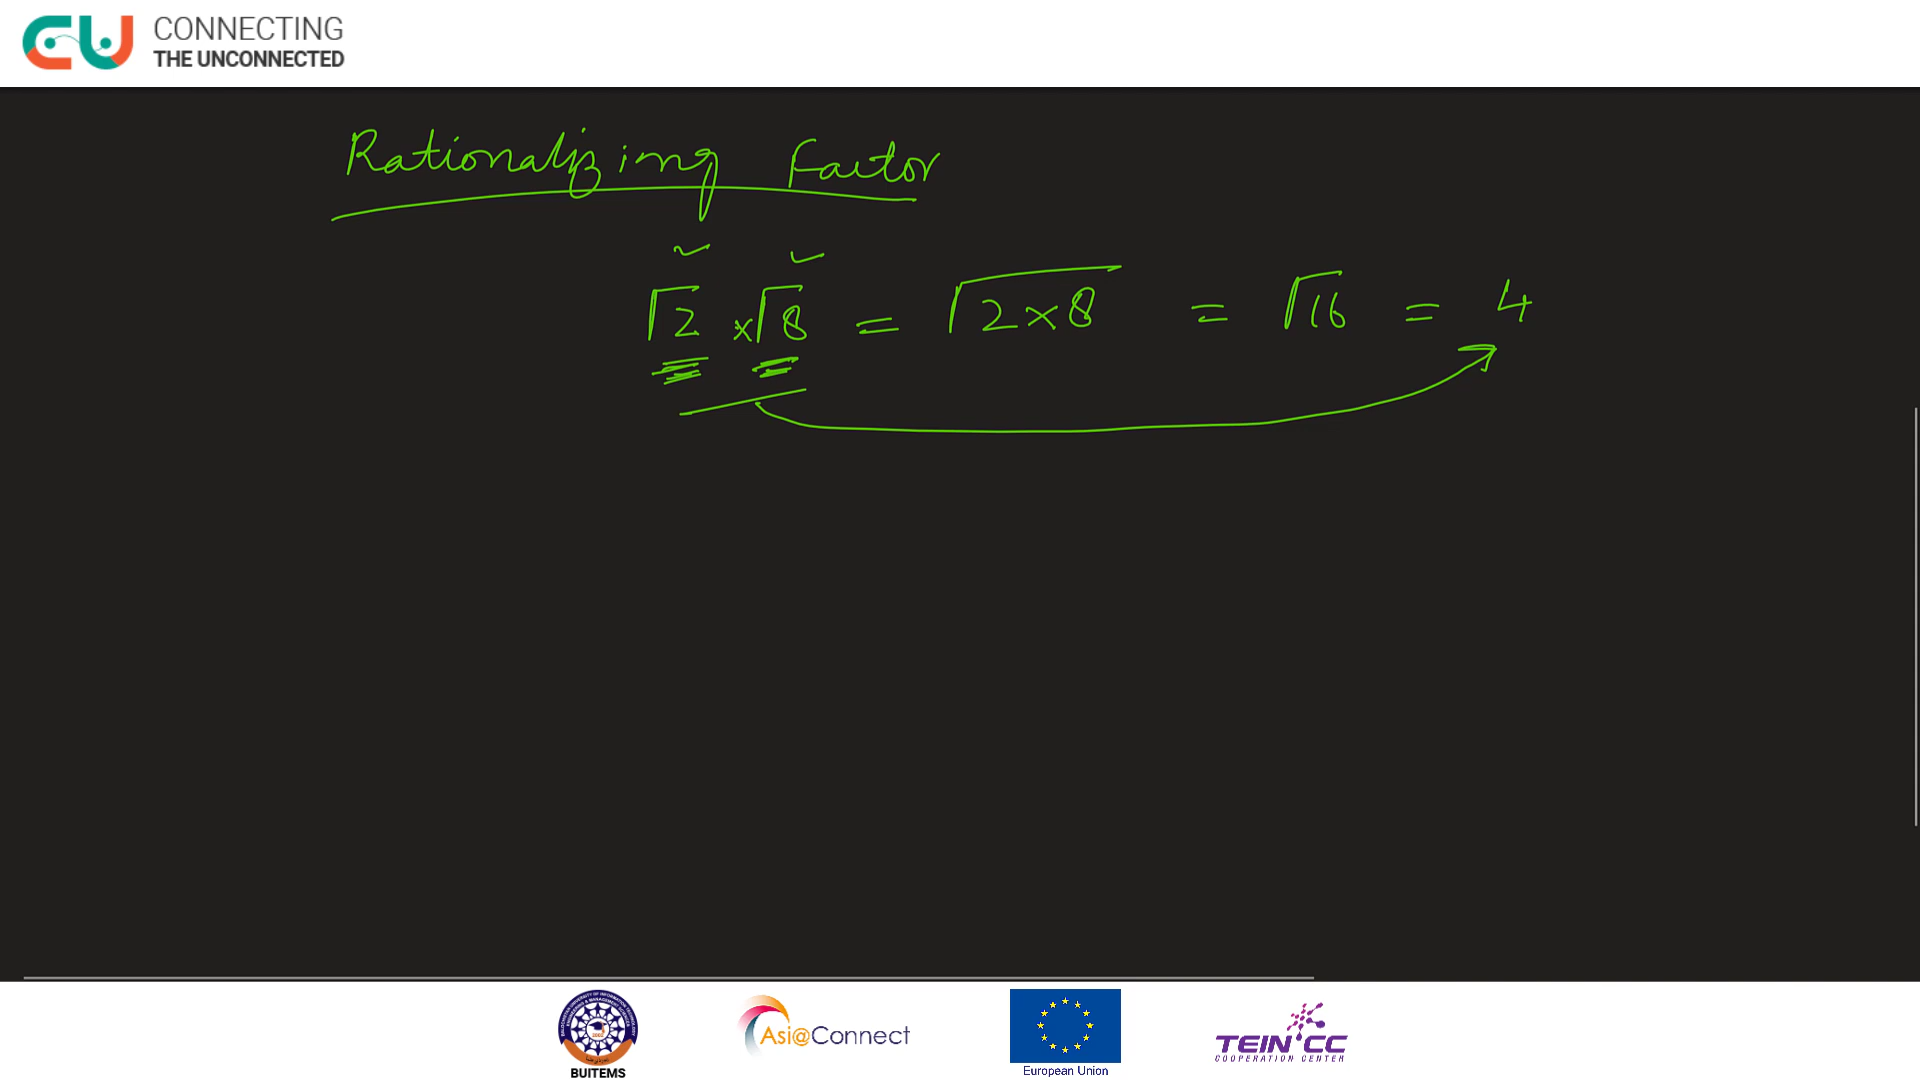 CONNECTING
THE UNCONNECTED
Rationalizing Factor
√2 × √8 = √2×8 = √16 = 4
BUITEMS
Asi@Connect
European Union
TEIN*CC
COOPERATION CENTER